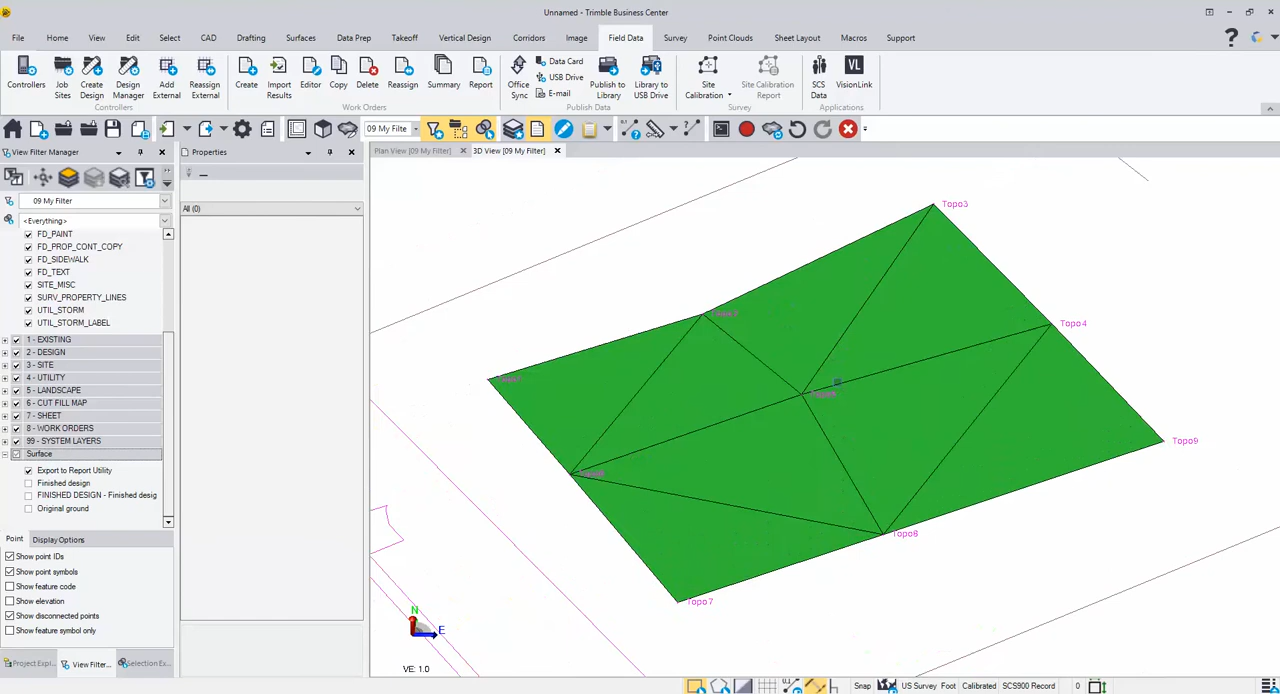 Unnamed - Trimble Business Center
File Home View Edit Select CAD Drafting Surfaces Data Prep Takeoff Vertical Design Corridors Image Field Data Survey Point Clouds Sheet Layout Macros Support
Controllers Job Sites Create Design Design Manager Add External Reassign External Create Import Results Editor Copy Delete Reassign Summary Report Office Sync Data Card USB Drive E-mail Publish to Library Library to USB Drive Site Calibration Site Calibration Report SCS Data VL VisionLink
Controllers Work Orders Publish Data Survey Applications
09 My Filte
View Filter Manager
Properties
Plan View [09 My Filter]
3D View [09 My Filter]
09 My Filter
<Everything>
All (0)
FD_PAINT
FD_PROP_CONT_COPY
FD_SIDEWALK
FD_TEXT
SITE_MISC
SURV_PROPERTY_LINES
UTIL_STORM
UTIL_STORM_LABEL
1 - EXISTING
2 - DESIGN
3 - SITE
4 - UTILITY
5 - LANDSCAPE
6 - CUT FILL MAP
7 - SHEET
8 - WORK ORDERS
99 - SYSTEM LAYERS
Surface
Export to Report Utility
Finished design
FINISHED DESIGN - Finished desig
Original ground
Point Display Options
Show point IDs
Show point symbols
Show feature code
Show elevation
Show disconnected points
Show feature symbol only
Project Expl...
View Filter...
Selection Ex...
Topo3
Topo4
Topo9
Topo8
Topo7
N
E
VE: 1.0
Snap US Survey Foot Calibrated SCS900 Record 0